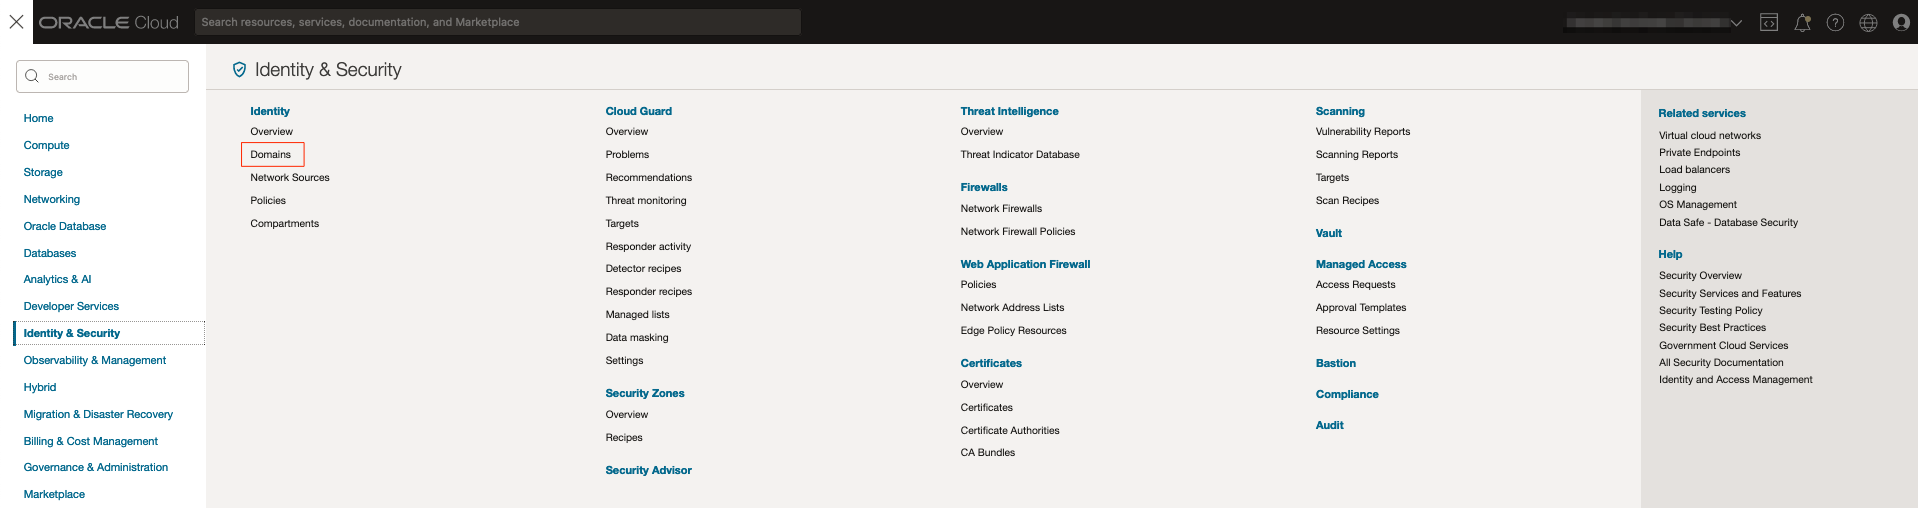 ORACLE Cloud
Search resources, services, documentation, and Marketplace
Search
Home
Compute
Storage
Networking
Oracle Database
Databases
Analytics & AI
Developer Services
Identity & Security
Observability & Management
Hybrid
Migration & Disaster Recovery
Billing & Cost Management
Governance & Administration
Marketplace
Identity & Security
Identity
Overview
Domains
Network Sources
Policies
Compartments
Cloud Guard
Overview
Problems
Recommendations
Threat monitoring
Targets
Responder activity
Detector recipes
Responder recipes
Managed lists
Data masking
Settings
Security Zones
Overview
Recipes
Security Advisor
Threat Intelligence
Overview
Threat Indicator Database
Firewalls
Network Firewalls
Network Firewall Policies
Web Application Firewall
Policies
Network Address Lists
Edge Policy Resources
Certificates
Overview
Certificates
Certificate Authorities
CA Bundles
Scanning
Vulnerability Reports
Scanning Reports
Targets
Scan Recipes
Vault
Managed Access
Access Requests
Approval Templates
Resource Settings
Bastion
Compliance
Audit
Related services
Virtual cloud networks
Private Endpoints
Load balancers
Logging
OS Management
Data Safe - Database Security
Help
Security Overview
Security Services and Features
Security Testing Policy
Security Best Practices
Government Cloud Services
All Security Documentation
Identity and Access Management